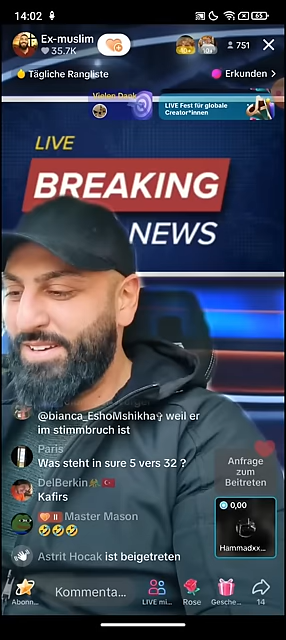 14:02
65
Ex-muslim
35.7K
751
Tägliche Rangliste
Erkunden
Vielen Dank
LIVE Fest für globale
Creator*innen
LIVE
BREAKING
NEWS
@bianca_EshoMshikha✞ weil er
im stimmbruch ist
Paris
Was steht in sure 5 vers 32 ?
DelBerkin
Kafirs
Master Mason
🤣🤣🤣
Astrit Hocak ist beigetreten
Anfrage
zum
Beitreten
0,00
Hammadxx...
Abonn...
Kommenta...
LIVE mi...
Rose
Gesche...
14